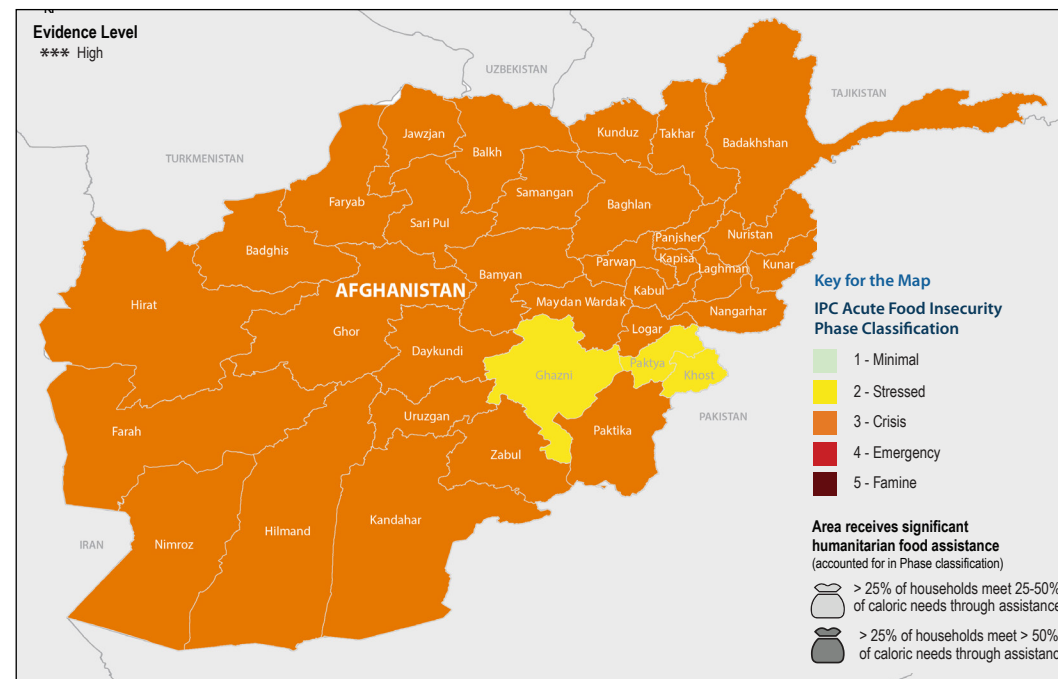 Evidence Level
*** High
UZBEKISTAN
TAJIKISTAN
TURKMENISTAN
Jawzjan
Balkh
Kunduz
Takhar
Badakhshan
Faryab
Samangan
Baghlan
Sari Pul
Badghis
Panjsher
Nuristan
Parwan
Kapisa
Laghman
Kunar
Bamyan
Kabul
AFGHANISTAN
Hirat
Maydan Wardak
Nangarhar
Ghor
Logar
Daykundi
Paktya
Ghazni
Khost
Uruzgan
PAKISTAN
Farah
Paktika
Zabul
Kandahar
Hilmand
IRAN
Nimroz
Key for the Map
IPC Acute Food Insecurity
Phase Classification
1 - Minimal
2 - Stressed
3 - Crisis
4 - Emergency
5 - Famine
Area receives significant
humanitarian food assistance
(accounted for in Phase classification)
> 25% of households meet 25-50%
of caloric needs through assistance
> 25% of households meet > 50%
of caloric needs through assistanc